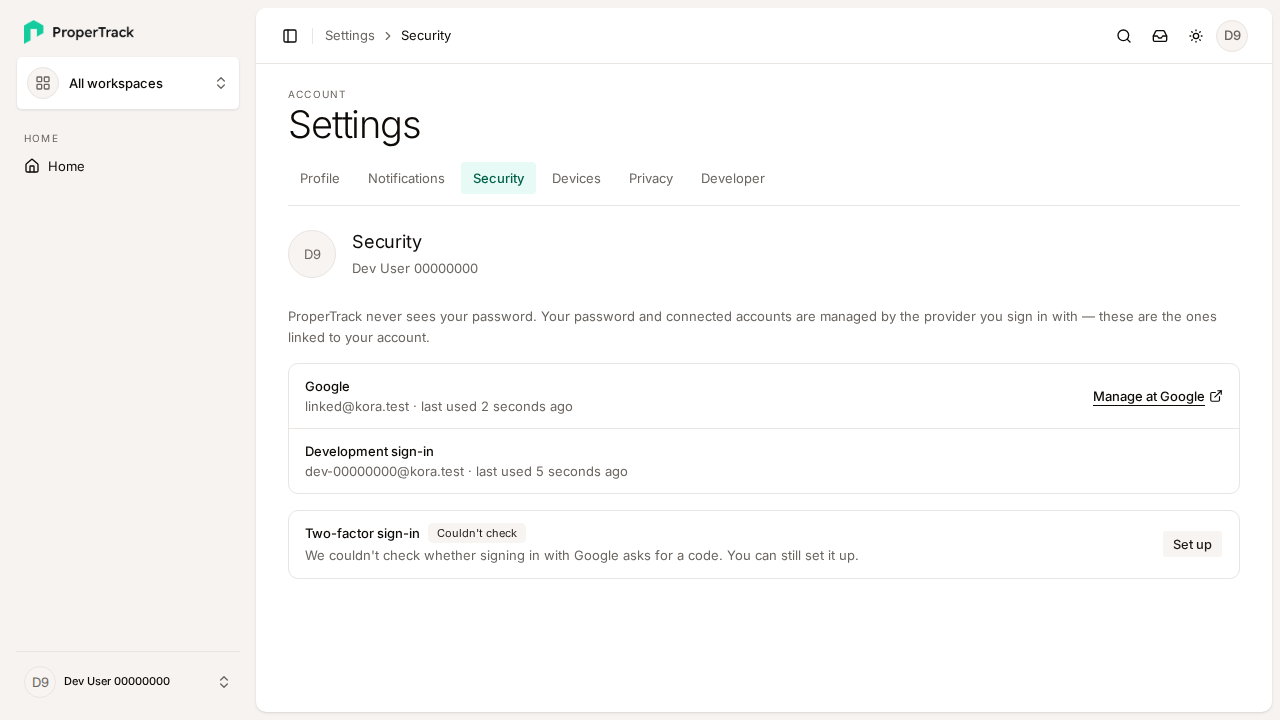 ProperTrack
All workspaces
HOME
Home
D9
Dev User 00000000
Settings > Security
D9
ACCOUNT
Settings
Profile
Notifications
Security
Devices
Privacy
Developer
D9
Security
Dev User 00000000
ProperTrack never sees your password. Your password and connected accounts are managed by the provider you sign in with — these are the ones
linked to your account.
Google
linked@kora.test · last used 2 seconds ago
Manage at Google
Development sign-in
dev-00000000@kora.test · last used 5 seconds ago
Two-factor sign-in
Couldn't check
We couldn't check whether signing in with Google asks for a code. You can still set it up.
Set up